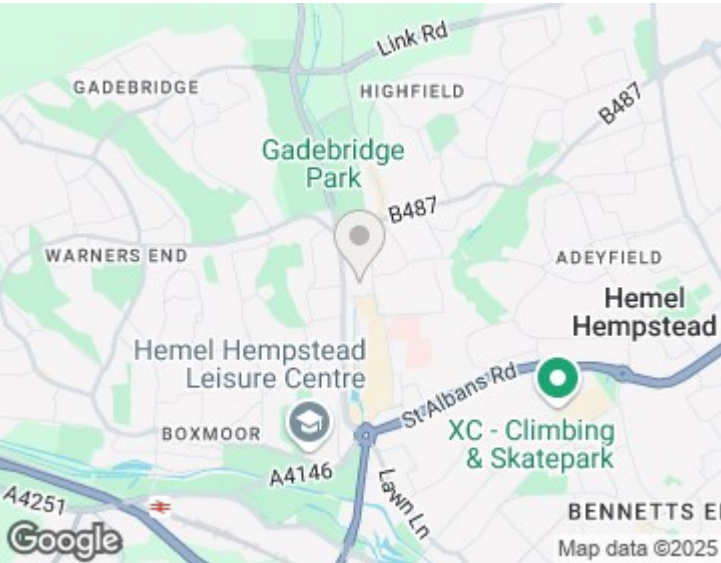 Link Rd
GADEBRIDGE
HIGHFIELD
B487
Gadebridge
Park
B487
WARNERS END
ADEYFIELD
Hemel
Hempstead
Hemel Hempstead
Leisure Centre
St Albans Rd
XC - Climbing
& Skatepark
BOXMOOR
A4146
Lawn Ln
A4251
BENNETTS E
Google
Map data ©2025